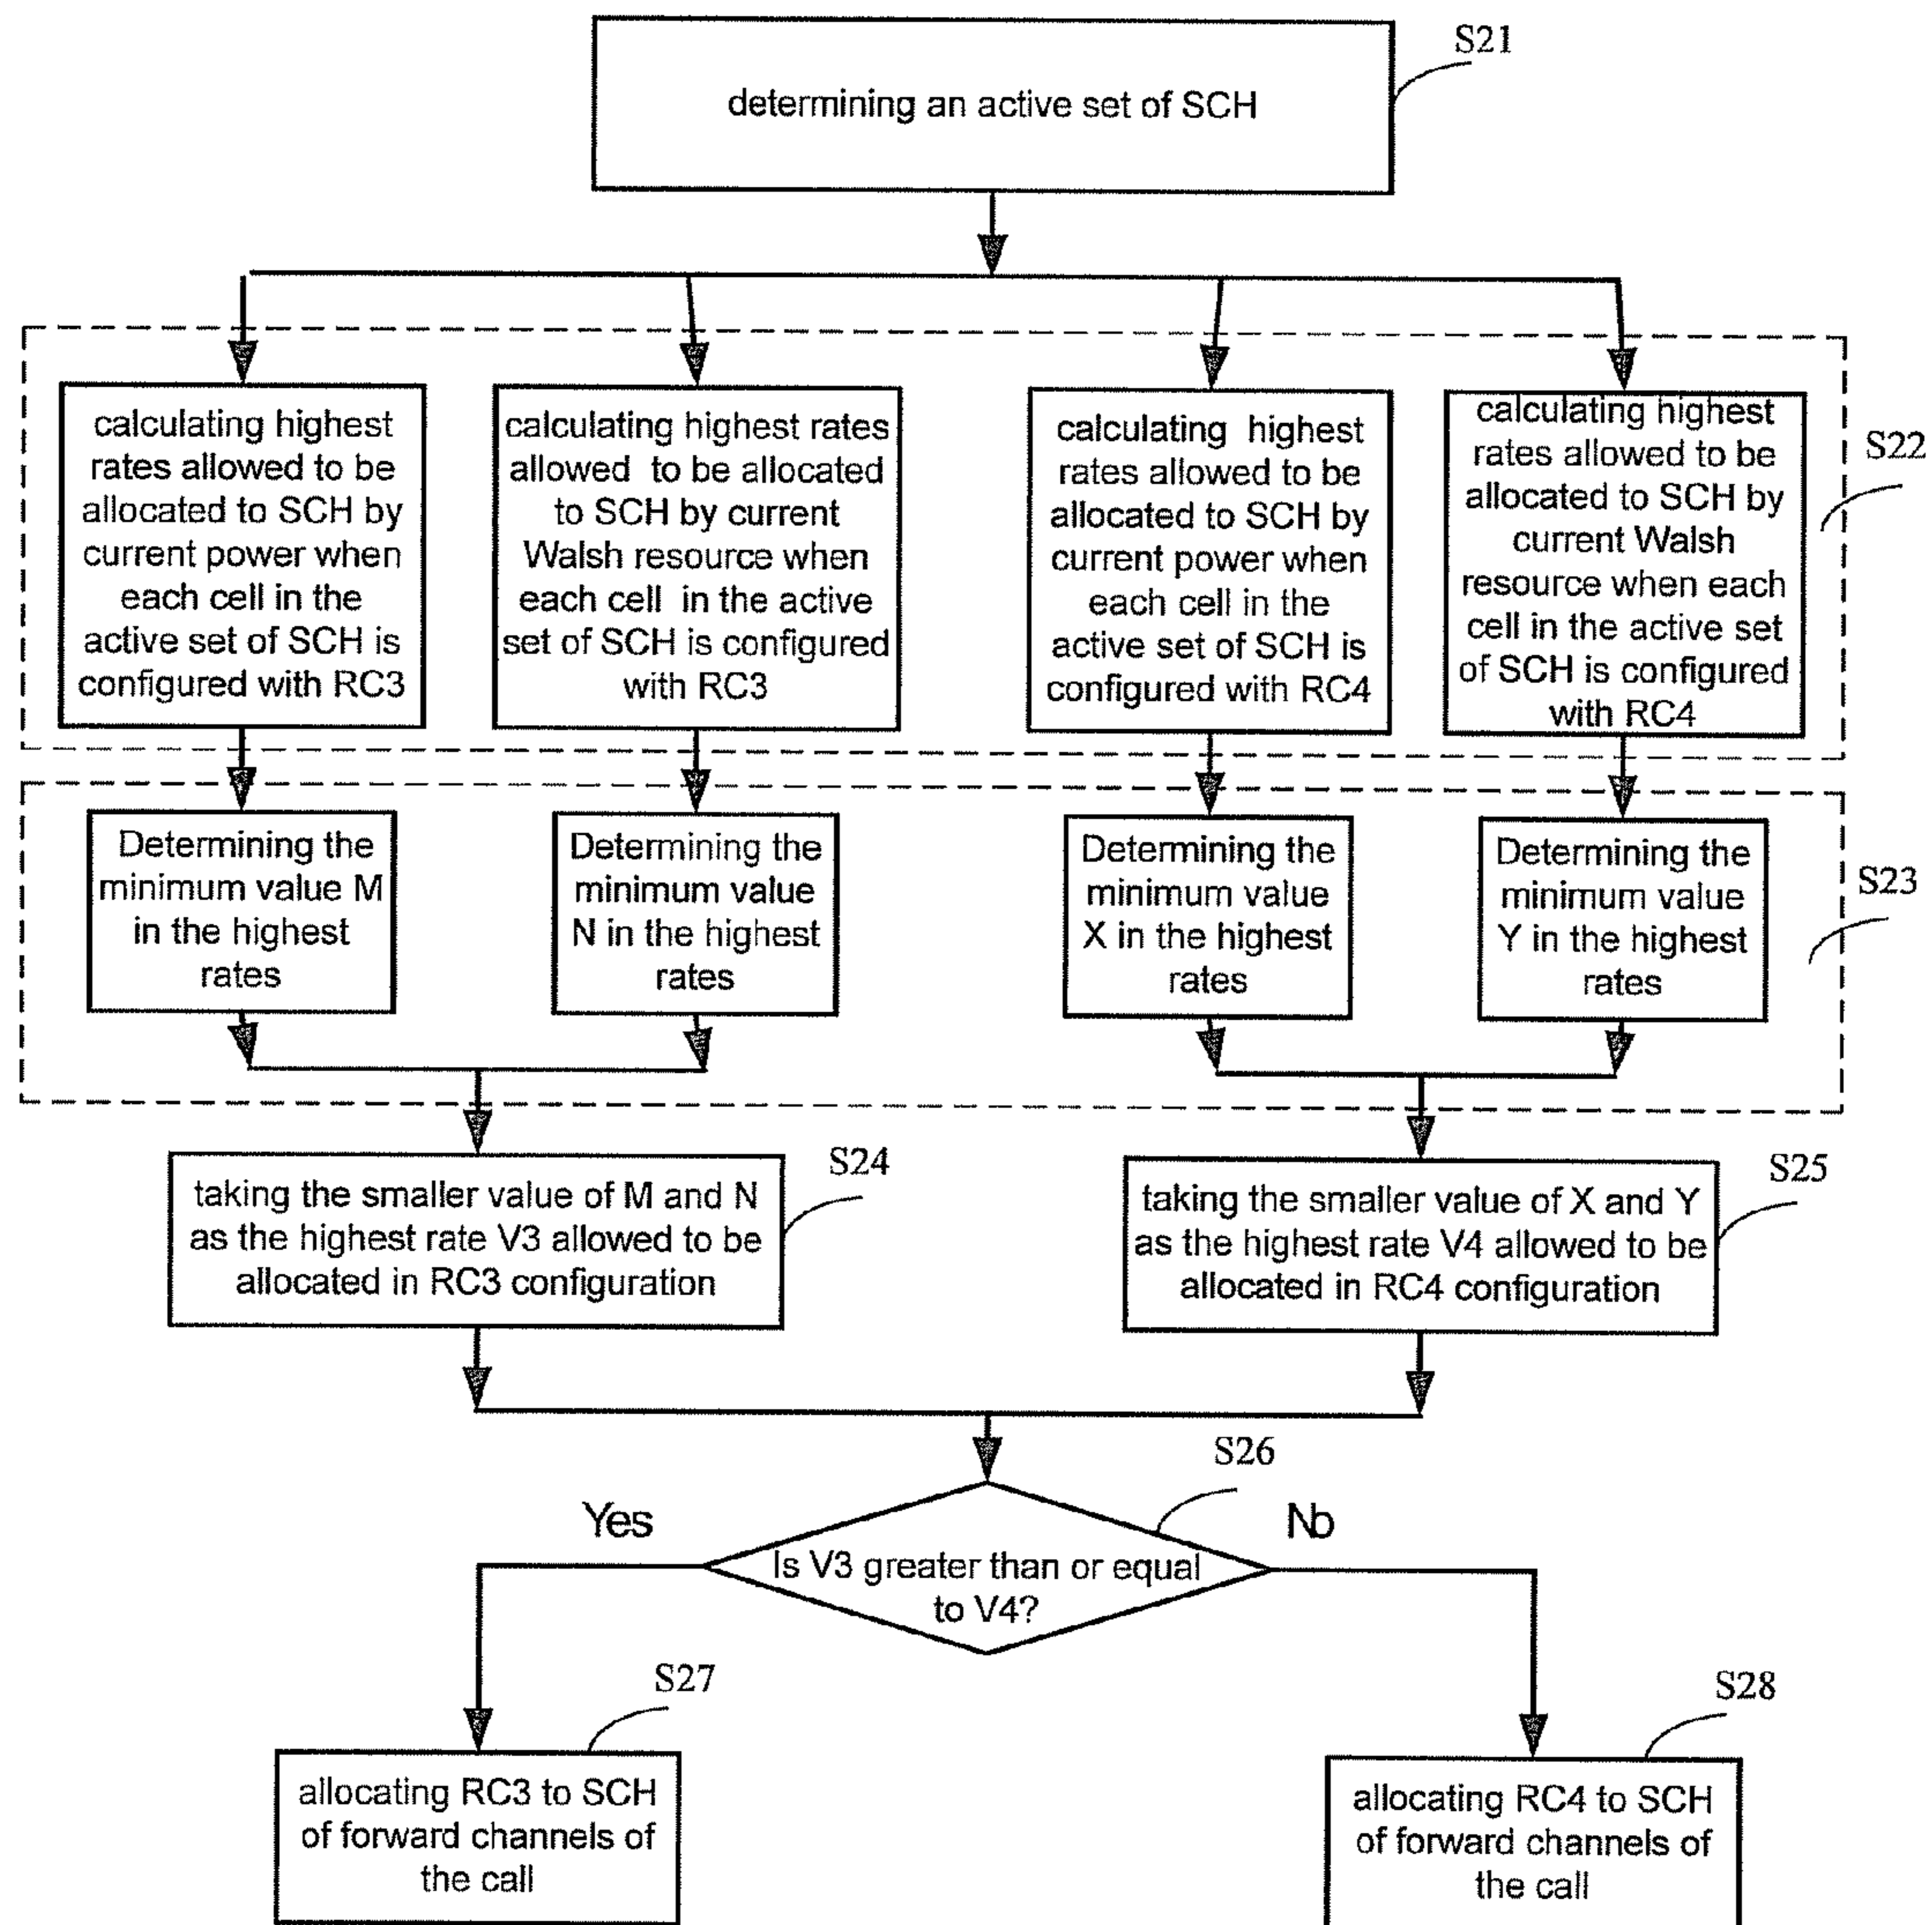 S21
determining an active set of SCH
calculating highest
rates allowed to be
allocated to SCH by
current power when
each cell in the
active set of SCH is
configured with RC3
calculating highest rates
allowed to be allocated
to SCH by current
Walsh resource when
each cell in the active
set of SCH is configured
with RC3
calculating highest
rates allowed to be
allocated to SCH by
current power when
each cell in the
active set of SCH is
configured with RC4
calculating highest
rates allowed to be
allocated to SCH by
current Walsh
resource when each
cell in the active set
of SCH is configured
with RC4
S22
Determining the
minimum value M
in the highest
rates
Determining the
minimum value
N in the highest
rates
Determining the
minimum value
X in the highest
rates
Determining the
minimum value
Y in the highest
rates
S23
S24
taking the smaller value of M and N
as the highest rate V3 allowed to be
allocated in RC3 configuration
S25
taking the smaller value of X and Y
as the highest rate V4 allowed to be
allocated in RC4 configuration
S26
Yes
No
Is V3 greater than or equal
to V4?
S27
allocating RC3 to SCH
of forward channels of
the call
S28
allocating RC4 to SCH
of forward channels of
the call